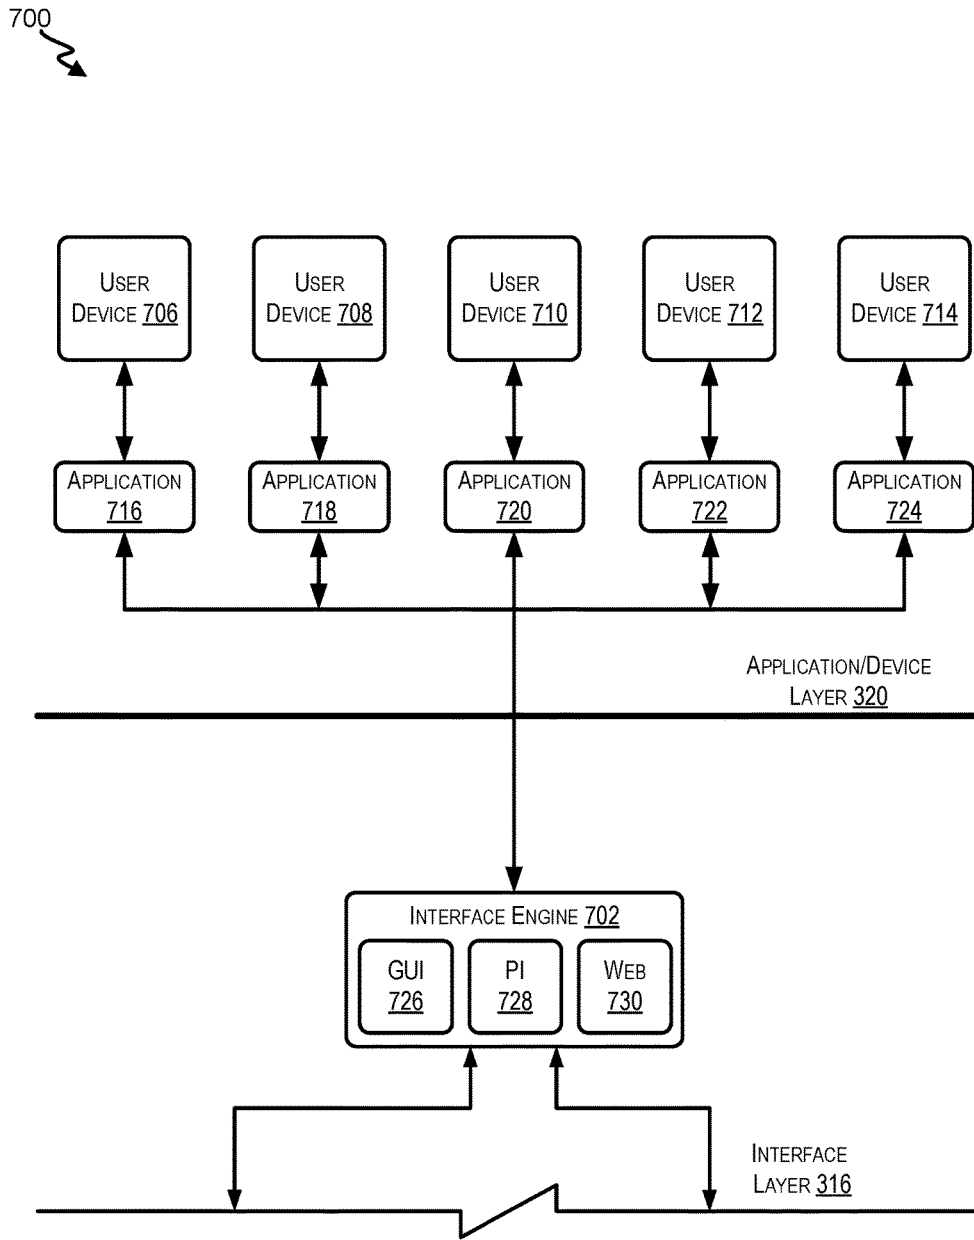 700
User Device 706
User Device 708
User Device 710
User Device 712
User Device 714
Application 716
Application 718
Application 720
Application 722
Application 724
Application/Device
Layer 320
Interface Engine 702
GUI 726
PI 728
Web 730
Interface
Layer 316